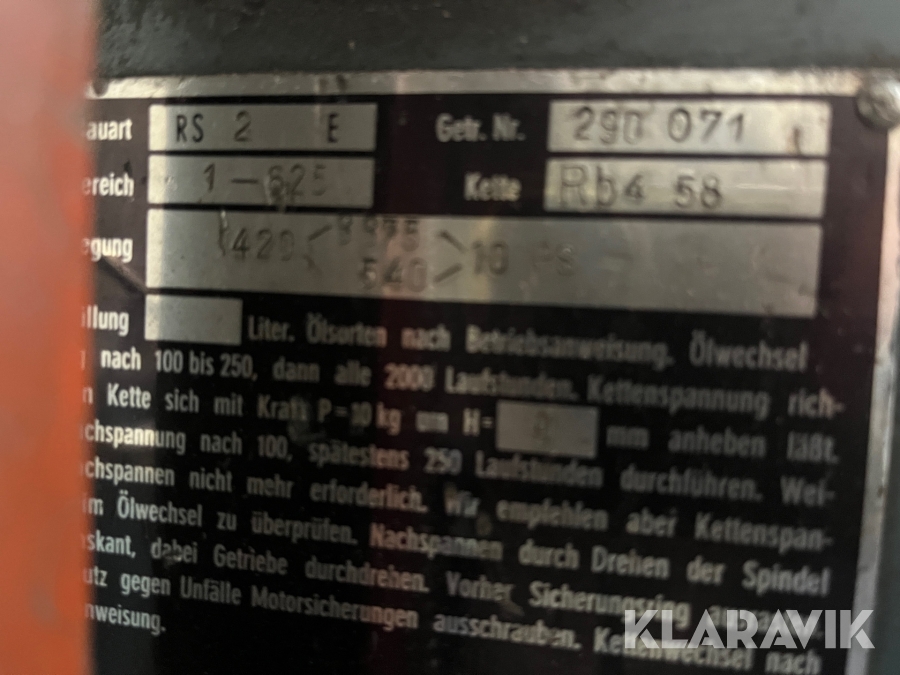 auart RS 2 E Getr. Nr. 290 071
ereich 1-625 Kette Rb4 58
egung 10 PS
llung Liter. Ölsorten nach Betriebsanweisung. Ölwechsel
nach 100 bis 250, dann alle 2000 Laufstunden. Kettenspannung rich-
Kette sich mit Kraft P=10 kg um H= mm anheben läßt.
chspannung nach 100, spätestens 250 Laufstunden durchführen. Wei-
chspannen nicht mehr erforderlich. Wir empfehlen aber Kettenspan-
im Ölwechsel zu überprüfen. Nachspannen durch Drehen der Spindel
skant, dabei Getriebe durchdrehen. Vorher Sicherungsring
utz gegen Unfälle Motorsicherungen ausschrauben. Kettenwechsel nach
nweisung.
KLARAVIK